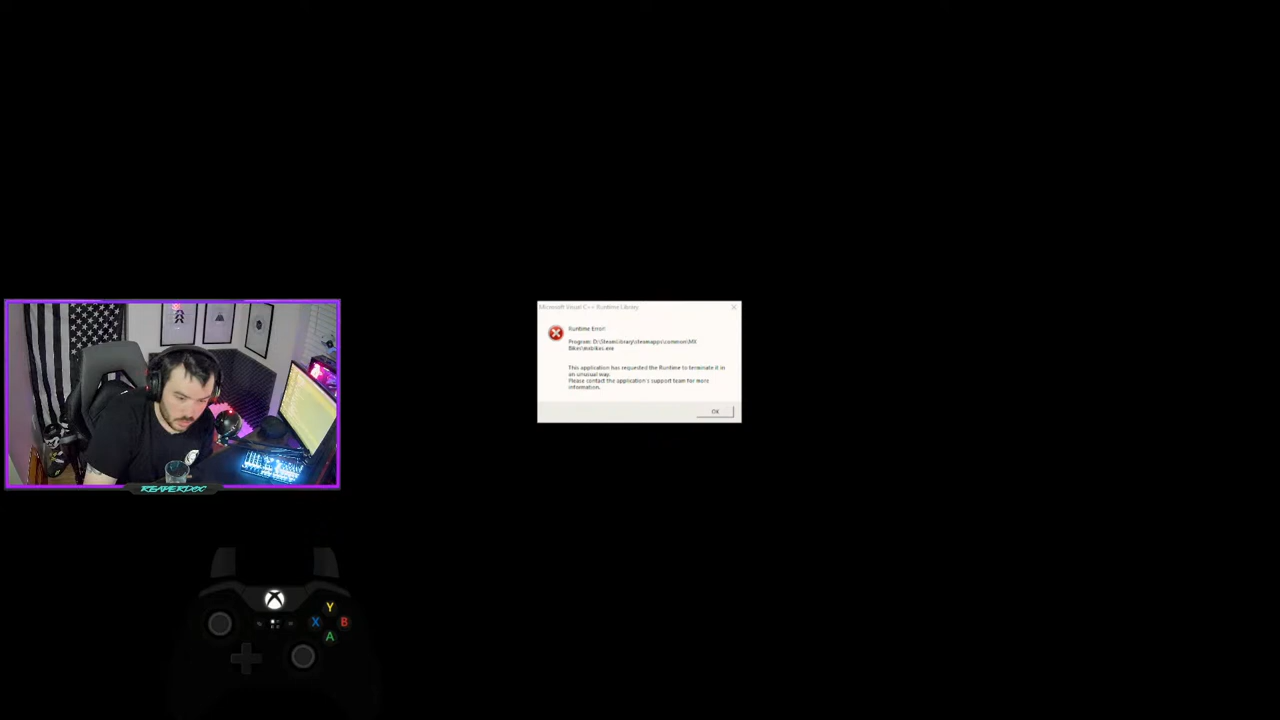 Microsoft Visual C++ Runtime Library
Runtime Error!
Program: D:\SteamLibrary\steamapps\common\MX
Bikes\mxbikes.exe
This application has requested the Runtime to terminate it in
an unusual way.
Please contact the application's support team for more
information.
OK
REAPERDOC
Y
X
B
A